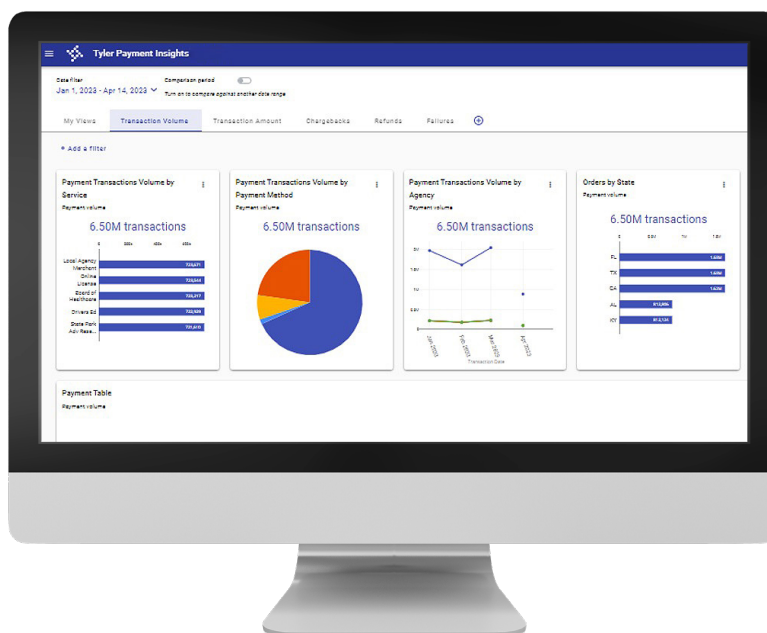 Tyler Payment Insights
Date filter
Comparison period
Jan 1, 2023 - Apr 14, 2023
Turn on to compare against another date range
My Views
Transaction Volume
Transaction Amount
Chargebacks
Refunds
Failures
+ Add a filter
Payment Transactions Volume by
Service
Payment volume
6.50M transactions
Local Agency
Merchant
Online
License
Board of
Healthcare
Drivers Ed
State Park
Adv Rese...
Payment Transactions Volume by
Payment Method
Payment volume
6.50M transactions
Payment Transactions Volume by
Agency
Payment volume
6.50M transactions
Jan 2023
Feb 2023
Mar 2023
Apr 2023
Transaction Date
Orders by State
Payment volume
6.50M transactions
FL
TX
CA
AL
KY
Payment Table
Payment volume